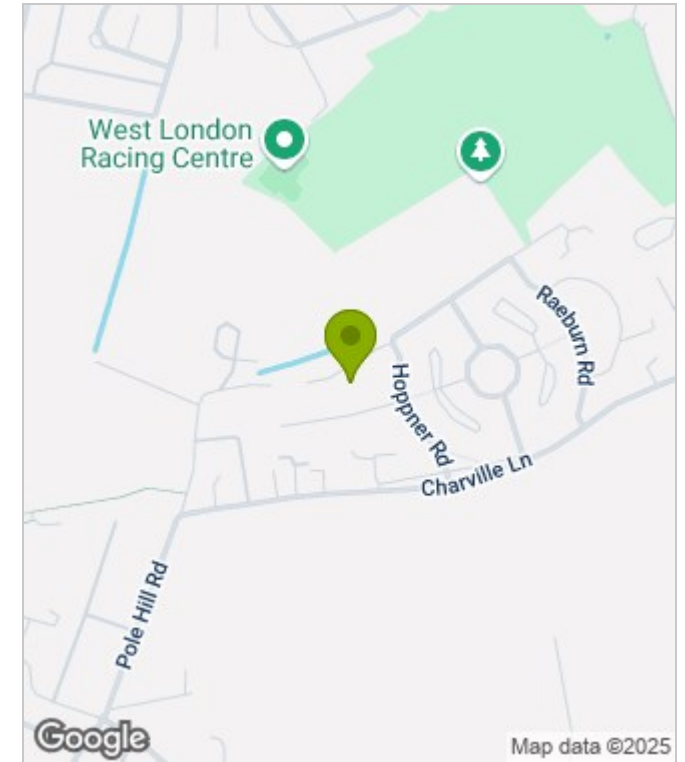 West London
Racing Centre
Raeburn Rd
Hoppner Rd
Charville Ln
Pole Hill Rd
Google
Map data ©2025